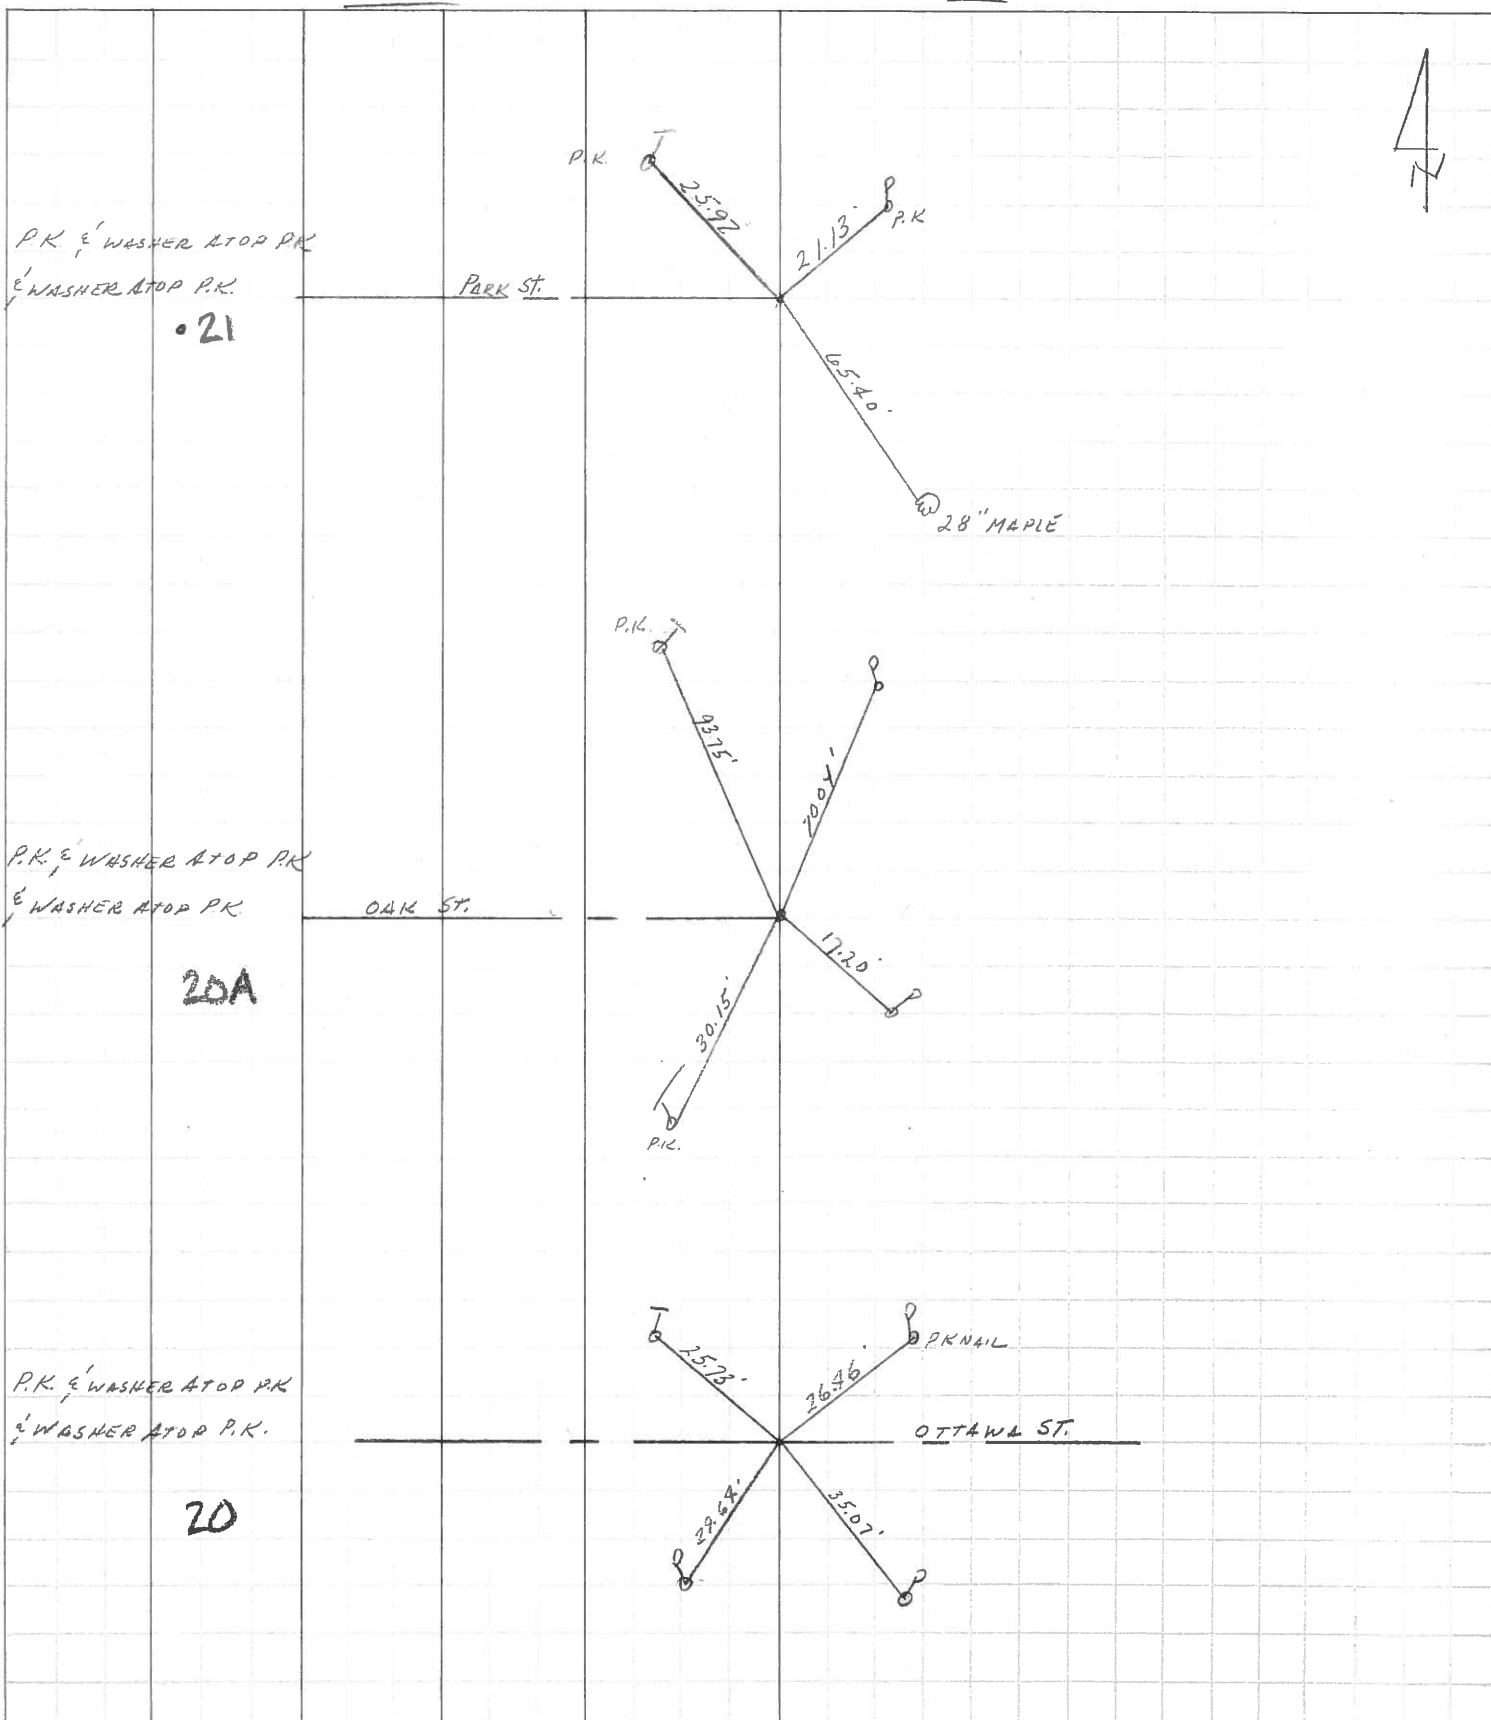 N
P.K.
25.92
21.13'
P.K
P.K & WASHER ATOP P.K
& WASHER ATOP P.K.
PARK ST.
• 21
65.40'
28" MAPLE
P.K.
93.75'
P.K. & WASHER ATOP P.K
& WASHER ATOP P.K.
OAK ST.
17.20'
20A
30.15'
P.K.
25.73'
26.46'
P.K NAIL
P.K. & WASHER ATOP P.K
& WASHER ATOP P.K.
OTTAWA ST.
20
35.07'